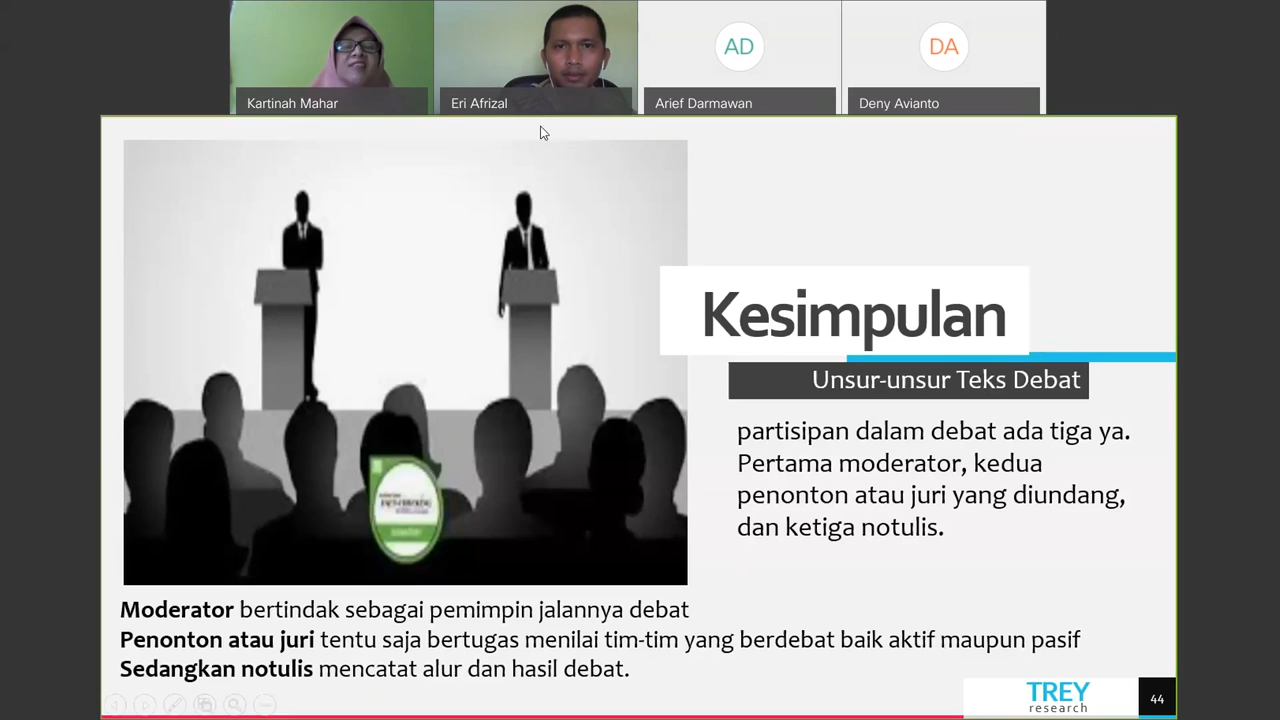 Kartinah Mahar
Eri Afrizal
AD
Arief Darmawan
DA
Deny Avianto
Kesimpulan
Unsur-unsur Teks Debat
partisipan dalam debat ada tiga ya.
Pertama moderator, kedua
penonton atau juri yang diundang,
dan ketiga notulis.
Moderator bertindak sebagai pemimpin jalannya debat
Penonton atau juri tentu saja bertugas menilai tim-tim yang berdebat baik aktif maupun pasif
Sedangkan notulis mencatat alur dan hasil debat.
TREY
research
44